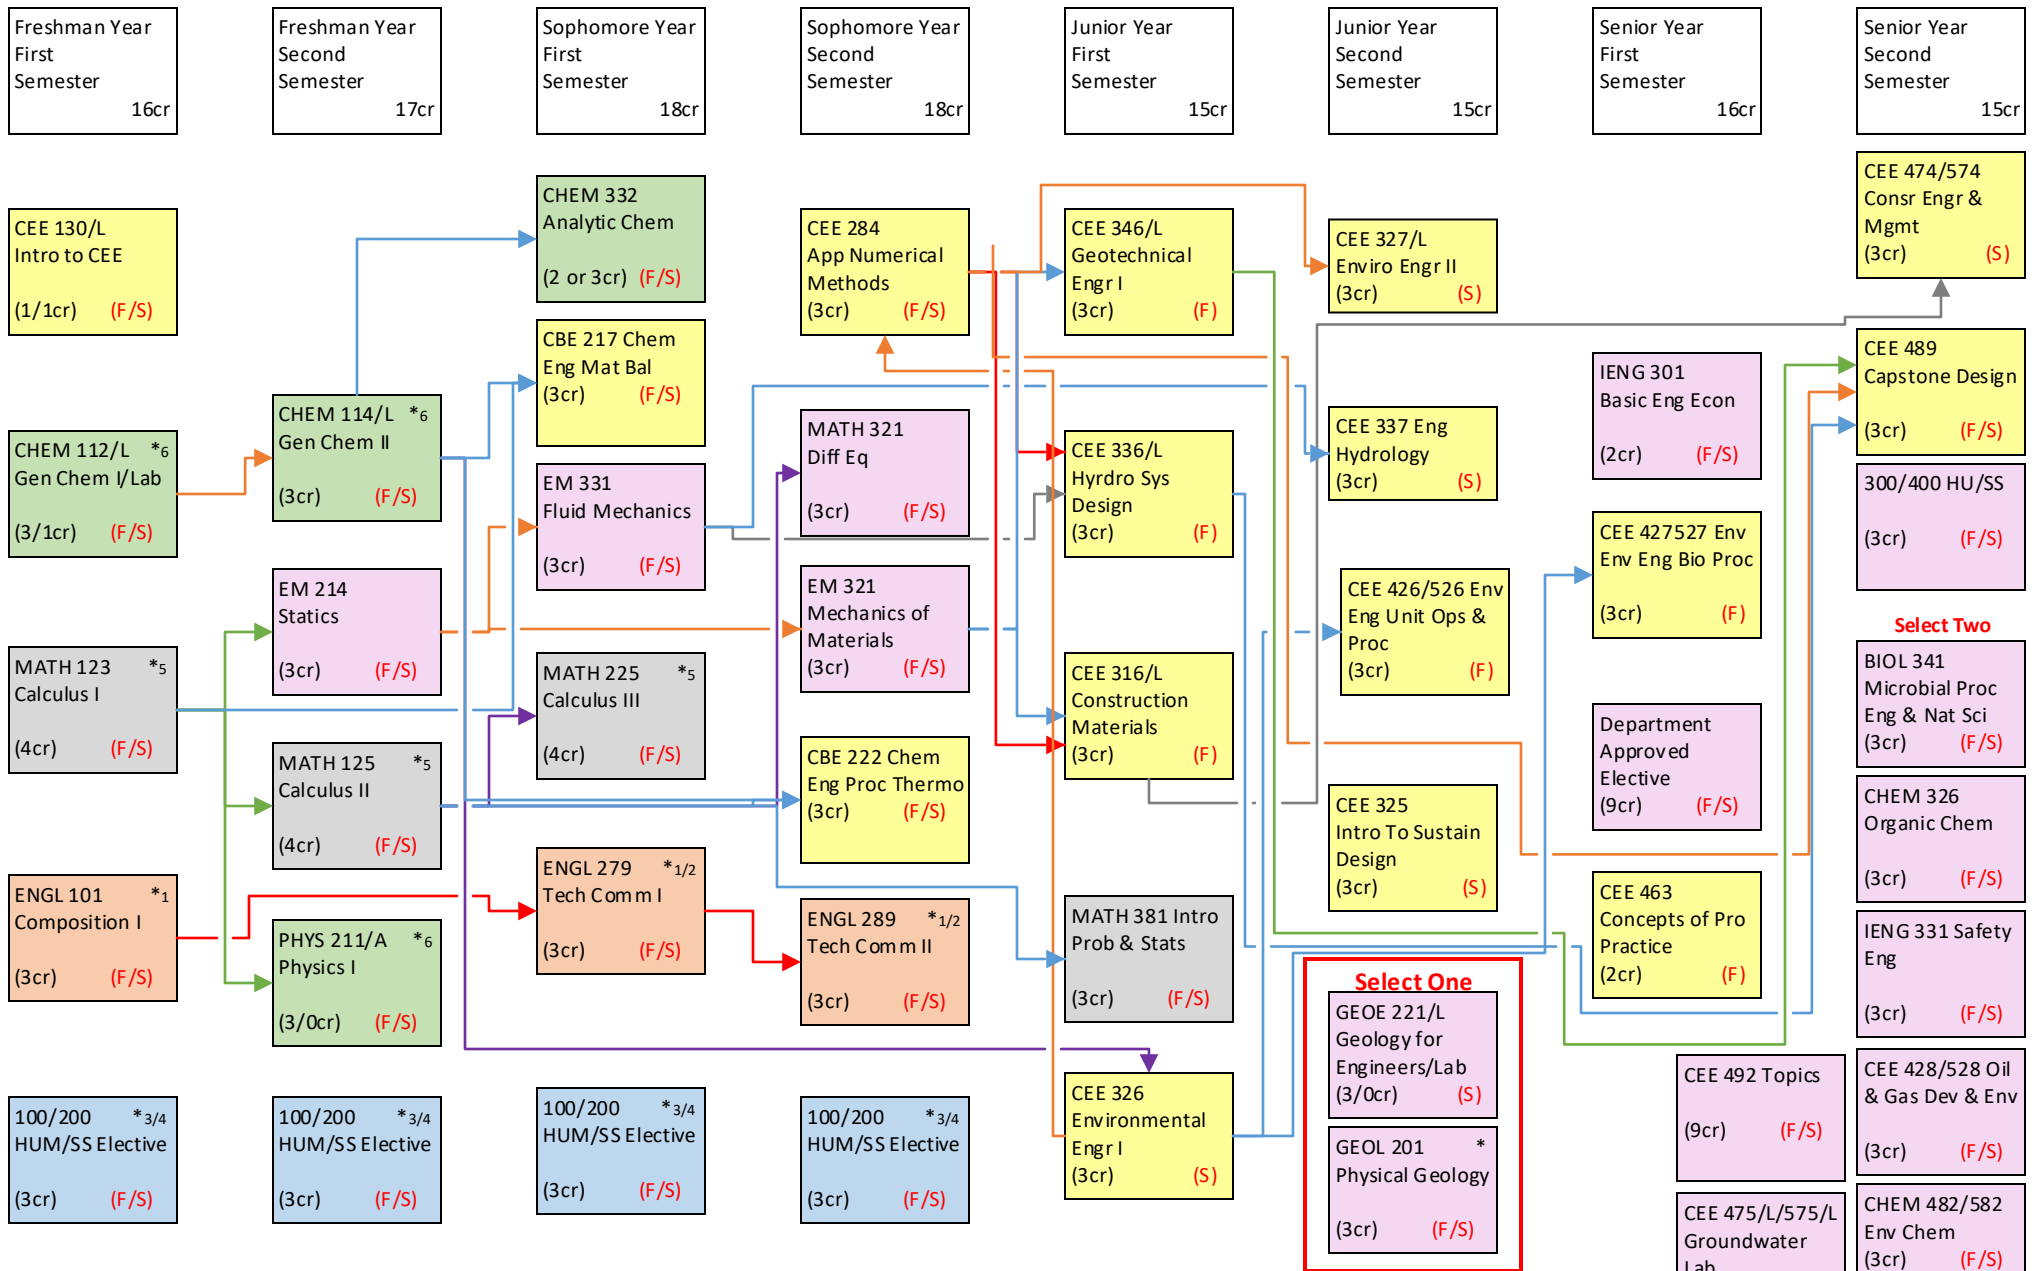 Freshman Year
First
Semester
16cr
Freshman Year
Second
Semester
17cr
Sophomore Year
First
Semester
18cr
Sophomore Year
Second
Semester
18cr
Junior Year
First
Semester
15cr
Junior Year
Second
Semester
15cr
Senior Year
First
Semester
16cr
Senior Year
Second
Semester
15cr
CEE 130/L
Intro to CEE
(1/1cr) (F/S)
CHEM 112/L *6
Gen Chem I/Lab
(3/1cr) (F/S)
MATH 123 *5
Calculus I
(4cr) (F/S)
ENGL 101 *1
Composition I
(3cr) (F/S)
100/200 *3/4
HUM/SS Elective
(3cr) (F/S)
CHEM 114/L *6
Gen Chem II
(3cr) (F/S)
EM 214
Statics
(3cr) (F/S)
MATH 125 *5
Calculus II
(4cr) (F/S)
PHYS 211/A *6
Physics I
(3/0cr) (F/S)
100/200 *3/4
HUM/SS Elective
(3cr) (F/S)
CHEM 332
Analytic Chem
(2 or 3cr) (F/S)
CBE 217 Chem
Eng Mat Bal
(3cr) (F/S)
EM 331
Fluid Mechanics
(3cr) (F/S)
MATH 225 *5
Calculus III
(4cr) (F/S)
ENGL 279 *1/2
Tech Comm I
(3cr) (F/S)
100/200 *3/4
HUM/SS Elective
(3cr) (F/S)
CEE 284
App Numerical
Methods
(3cr) (F/S)
MATH 321
Diff Eq
(3cr) (F/S)
EM 321
Mechanics of
Materials
(3cr) (F/S)
CBE 222 Chem
Eng Proc Thermo
(3cr) (F/S)
ENGL 289 *1/2
Tech Comm II
(3cr) (F/S)
100/200 *3/4
HUM/SS Elective
(3cr) (F/S)
CEE 346/L
Geotechnical
Engr I
(3cr) (F)
CEE 336/L
Hyrdro Sys
Design
(3cr) (F)
CEE 316/L
Construction
Materials
(3cr) (F)
MATH 381 Intro
Prob & Stats
(3cr) (F/S)
CEE 326
Environmental
Engr I
(3cr) (S)
CEE 327/L
Enviro Engr II
(3cr) (S)
CEE 337 Eng
Hydrology
(3cr) (S)
CEE 426/526 Env
Eng Unit Ops &
Proc
(3cr) (F)
CEE 325
Intro To Sustain
Design
(3cr) (S)
Select One
GEOE 221/L
Geology for
Engineers/Lab
(3/0cr) (S)
GEOL 201 *
Physical Geology
(3cr) (F/S)
IENG 301
Basic Eng Econ
(2cr) (F/S)
CEE 427527 Env
Env Eng Bio Proc
(3cr) (F)
Department
Approved
Elective
(9cr) (F/S)
CEE 463
Concepts of Pro
Practice
(2cr) (F)
CEE 492 Topics
(9cr) (F/S)
CEE 475/L/575/L
Groundwater
Lab
CEE 474/574
Consr Engr &
Mgmt
(3cr) (S)
CEE 489
Capstone Design
(3cr) (F/S)
300/400 HU/SS
(3cr) (F/S)
Select Two
BIOL 341
Microbial Proc
Eng & Nat Sci
(3cr) (F/S)
CHEM 326
Organic Chem
(3cr) (F/S)
IENG 331 Safety
Eng
(3cr) (F/S)
CEE 428/528 Oil
& Gas Dev & Env
(3cr) (F/S)
CHEM 482/582
Env Chem
(3cr) (F/S)